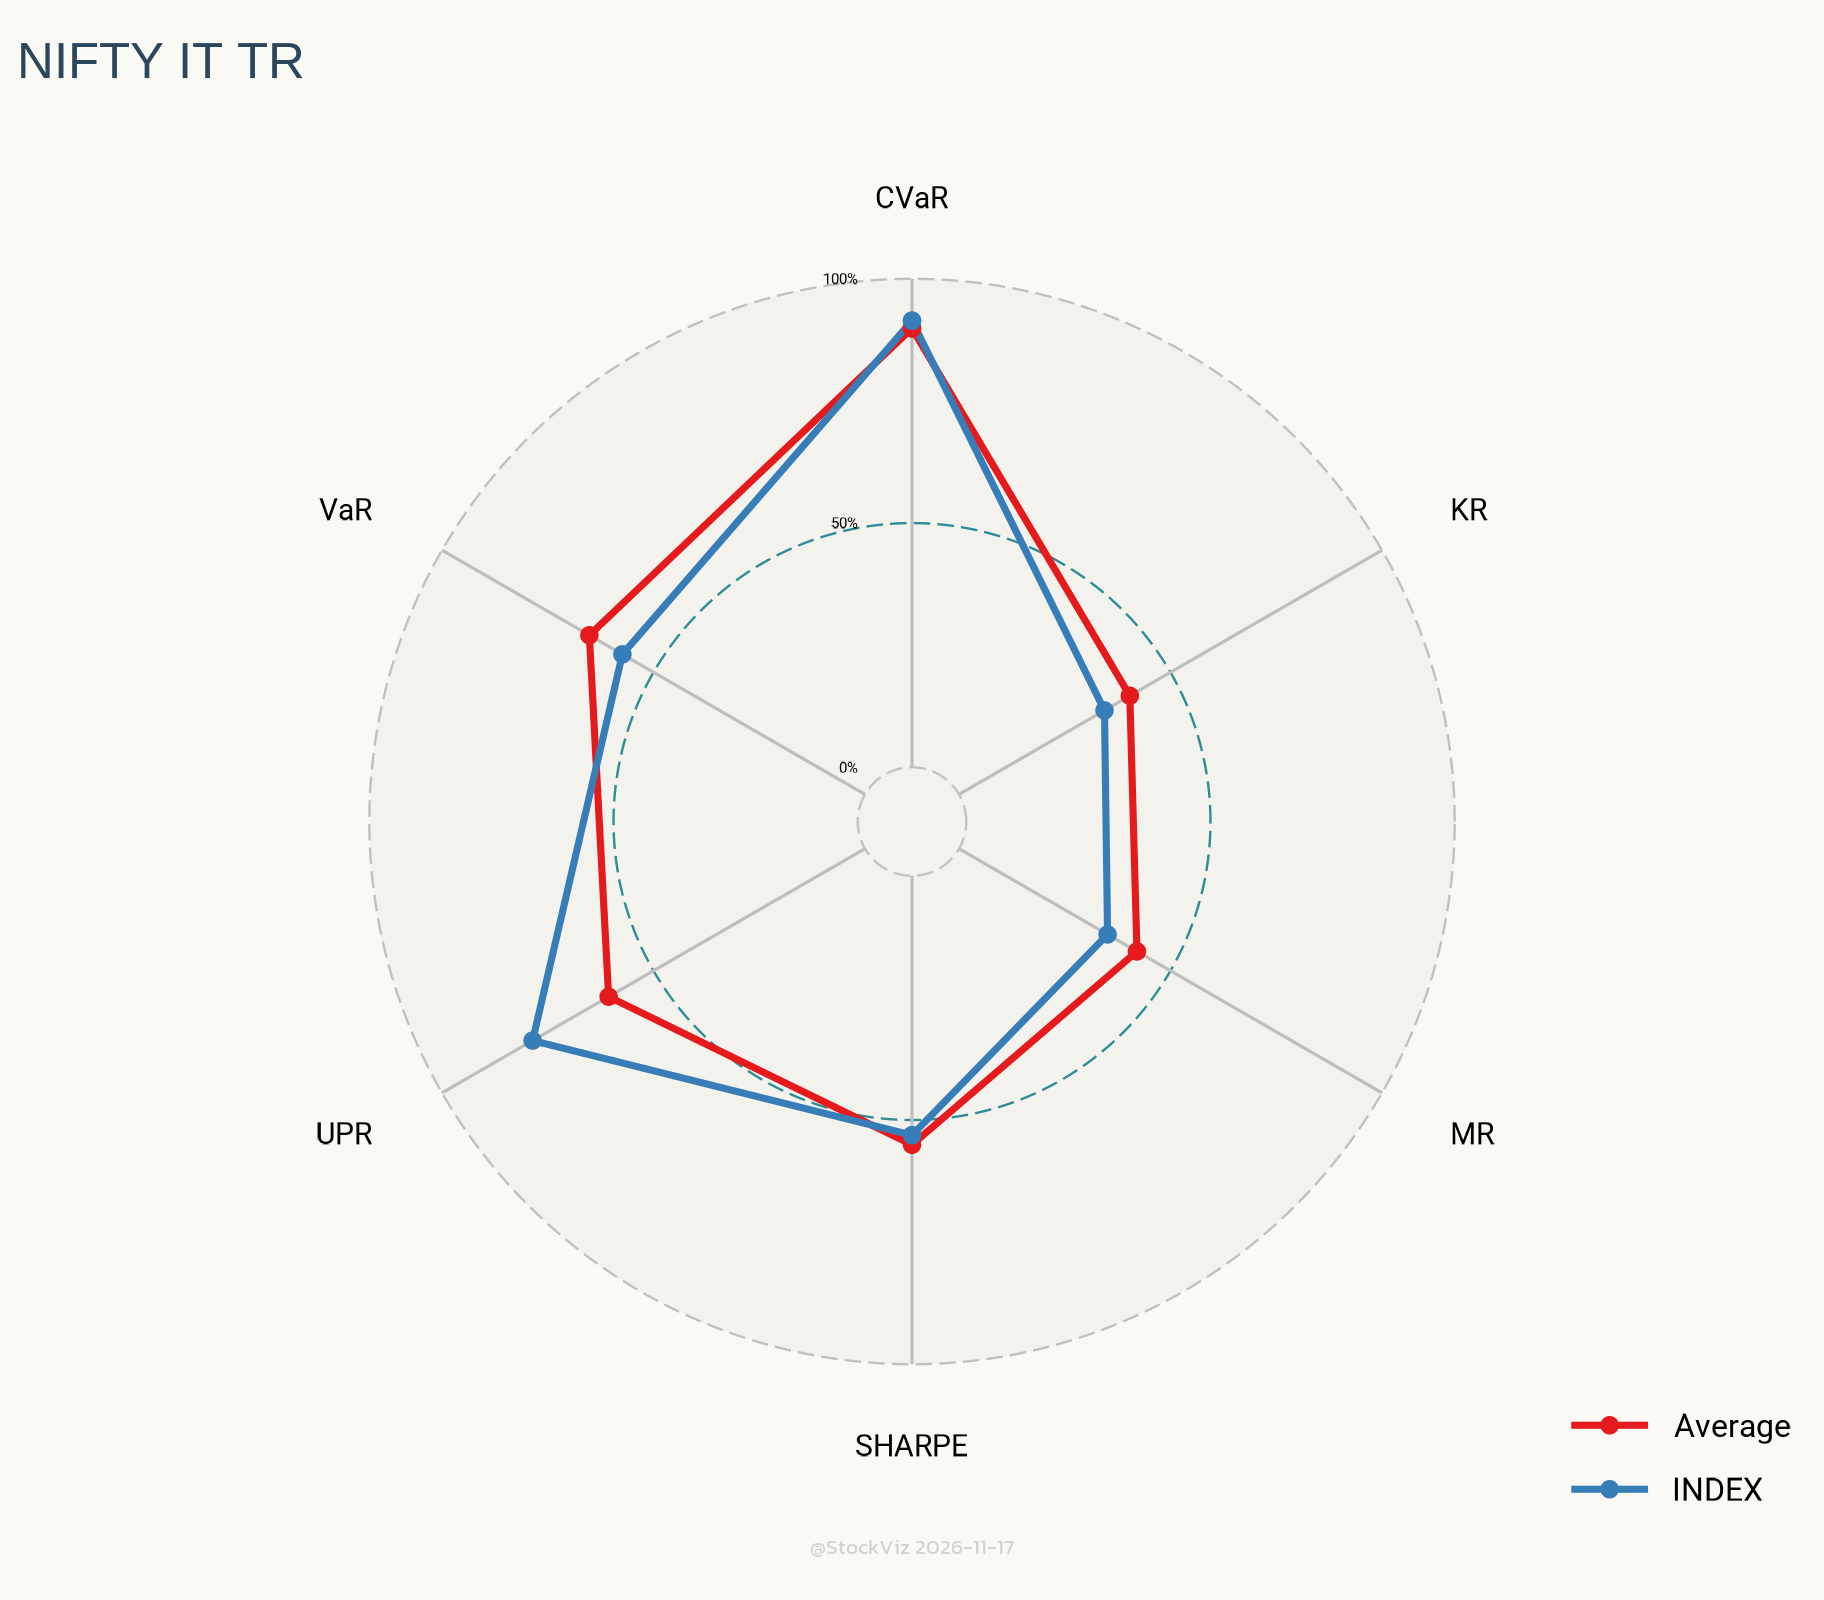 NIFTY IT TR
CVaR
100%
KR
VaR
50%
0%
UPR
MR
SHARPE
Average
INDEX
@StockViz 2026-11-17